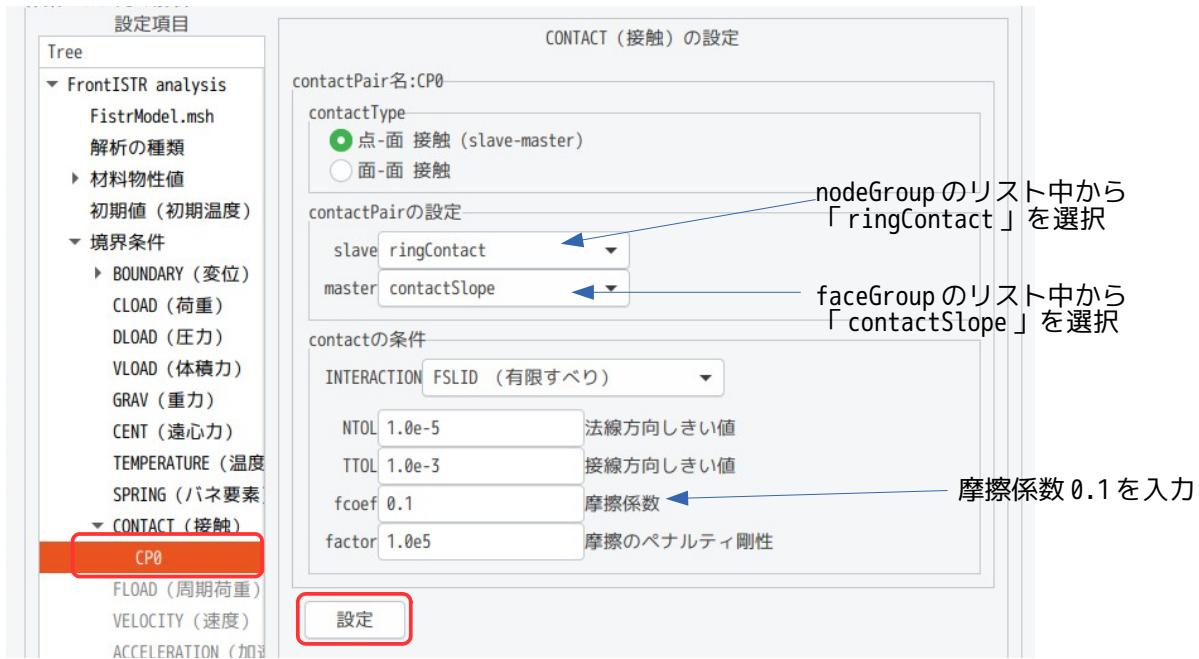 設定項目
Tree
FrontISTR analysis
FistrModel.msh
解析の種類
材料物性値
初期値（初期温度）
境界条件
BOUNDARY（変位）
CLOAD（荷重）
DLOAD（圧力）
VLOAD（体積力）
GRAV（重力）
CENT（遠心力）
TEMPERATURE（温度
SPRING（バネ要素
CONTACT（接触）
CP0
FLOAD（周期荷重）
VELOCITY（速度）
ACCELERATION（加速
CONTACT（接触）の設定
contactPair名:CP0
contactType
点-面 接触（slave-master）
面-面 接触
contactPairの設定
slave ringContact
master contactSlope
contactの条件
INTERACTION FSLID （有限すべり）
NTOL 1.0e-5 法線方向しきい値
TTOL 1.0e-3 接線方向しきい値
fcoef 0.1 摩擦係数
factor 1.0e5 摩擦のペナルティ剛性
設定
nodeGroupのリスト中から
「ringContact」を選択
faceGroupのリスト中から
「contactSlope」を選択
摩擦係数0.1を入力